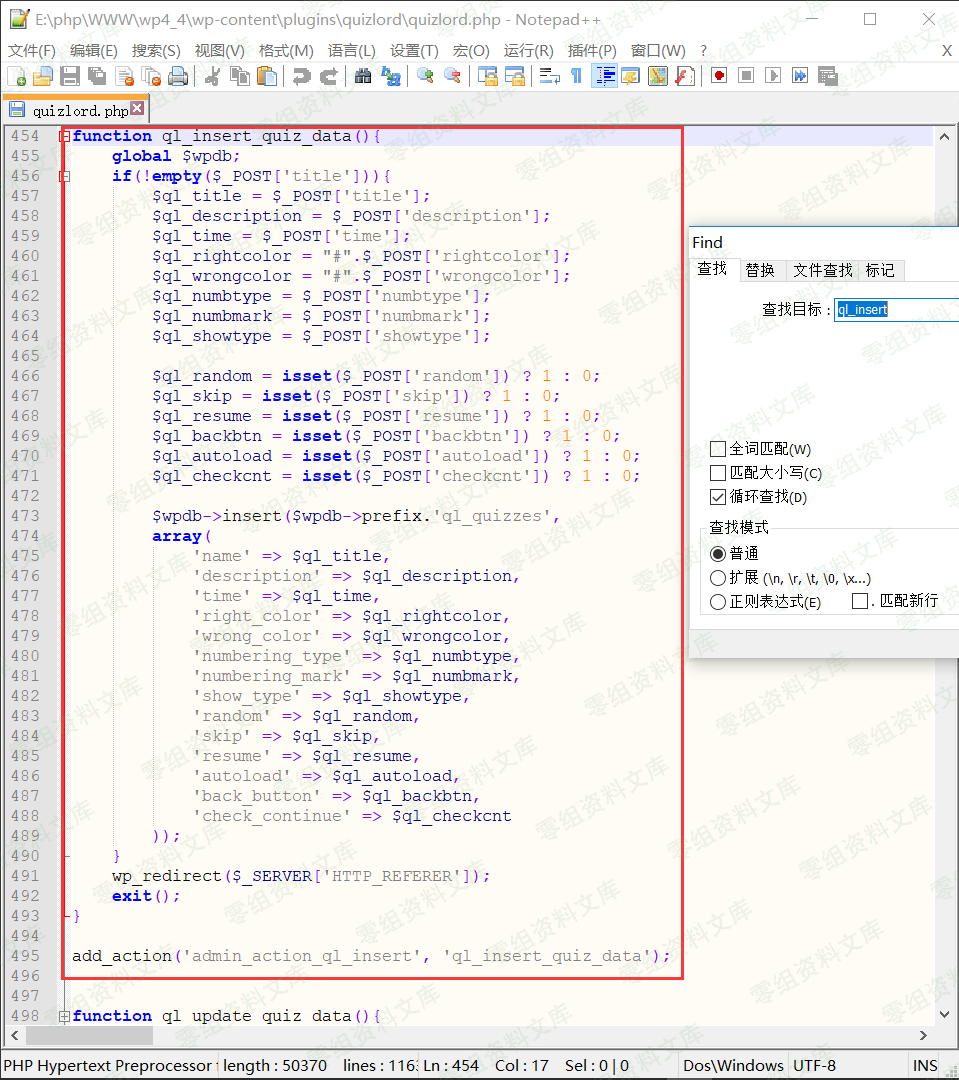 E:\php\WWW\wp4_4\wp-content\plugins\quizlord\quizlord.php - Notepad++
文件(F) 编辑(E) 搜索(S) 视图(V) 格式(M) 语言(L) 设置(T) 宏(O) 运行(R) 插件(P) 窗口(W) ? X
quizlord.php
454 function ql_insert_quiz_data(){
455 global $wpdb;
456 if(!empty($_POST['title'])){
457 $ql_title = $_POST['title'];
458 $ql_description = $_POST['description'];
459 $ql_time = $_POST['time'];
460 $ql_rightcolor = "#".$_POST['rightcolor'];
461 $ql_wrongcolor = "#".$_POST['wrongcolor'];
462 $ql_numbtype = $_POST['numbtype'];
463 $ql_numbmark = $_POST['numbmark'];
464 $ql_showtype = $_POST['showtype'];
465
466 $ql_random = isset($_POST['random']) ? 1 : 0;
467 $ql_skip = isset($_POST['skip']) ? 1 : 0;
468 $ql_resume = isset($_POST['resume']) ? 1 : 0;
469 $ql_backbtn = isset($_POST['backbtn']) ? 1 : 0;
470 $ql_autoload = isset($_POST['autoload']) ? 1 : 0;
471 $ql_checkcnt = isset($_POST['checkcnt']) ? 1 : 0;
472
473 $wpdb->insert($wpdb->prefix.'ql_quizzes',
474 array(
475 'name' => $ql_title,
476 'description' => $ql_description,
477 'time' => $ql_time,
478 'right_color' => $ql_rightcolor,
479 'wrong_color' => $ql_wrongcolor,
480 'numbering_type' => $ql_numbtype,
481 'numbering_mark' => $ql_numbmark,
482 'show_type' => $ql_showtype,
483 'random' => $ql_random,
484 'skip' => $ql_skip,
485 'resume' => $ql_resume,
486 'autoload' => $ql_autoload,
487 'back_button' => $ql_backbtn,
488 'check_continue' => $ql_checkcnt
489 ));
490 }
491 wp_redirect($_SERVER['HTTP_REFERER']);
492 exit();
493 }
494
495 add_action('admin_action_ql_insert', 'ql_insert_quiz_data');
496
497
498 function ql_update_quiz_data(){
Find
查找 替换 文件查找 标记
查找目标 : ql_insert
全词匹配(W)
匹配大小写(C)
循环查找(D)
查找模式
普通
扩展 (\n, \r, \t, \0, \x...)
正则表达式(E) . 匹配新行
PHP Hypertext Preprocessor length : 50370 lines : 116 Ln : 454 Col : 17 Sel : 0 | 0 Dos\Windows UTF-8 INS
零组资料文库